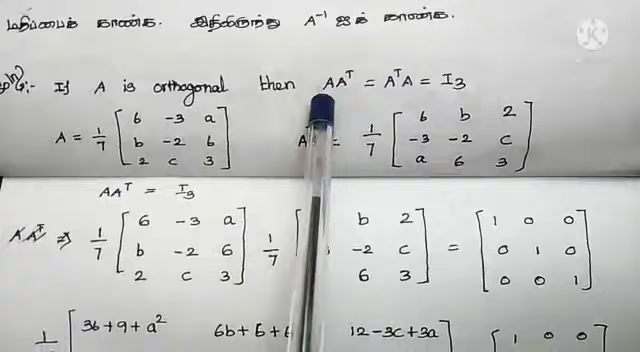 மதிப்பைக் காண்க. அதிலிருந்து A⁻¹ ஐக் காண்க.
If A is orthogonal then AAᵀ = AᵀA = I₃
A = 1/7 [ 6 -3 a ; b -2 6 ; 2 c 3 ] = 1/7 [ 6 b 2 ; -3 -2 c ; a 6 3 ]
AAᵀ = I₃
AAᵀ ⇒ 1/7 [ 6 -3 a ; b -2 6 ; 2 c 3 ] 1/7 [ b 2 ; -2 c ; 6 3 ] = [ 1 0 0 ; 0 1 0 ; 0 0 1 ]
36+9+a² 6b+6+6 12-3c+3a 1 0 0